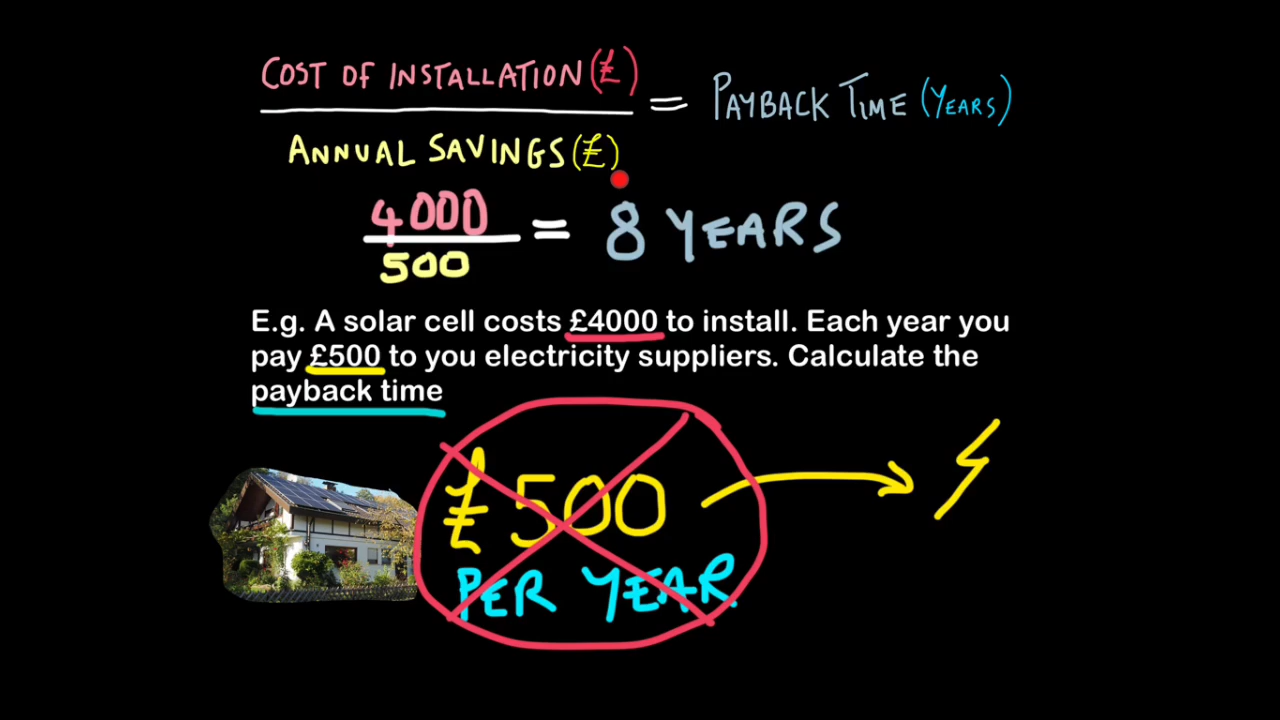 COST OF INSTALLATION (£)
ANNUAL SAVINGS (£)
= PAYBACK TIME (YEARS)
4000
500
= 8 YEARS
E.g. A solar cell costs £4000 to install. Each year you
pay £500 to you electricity suppliers. Calculate the
payback time
£500
PER YEAR